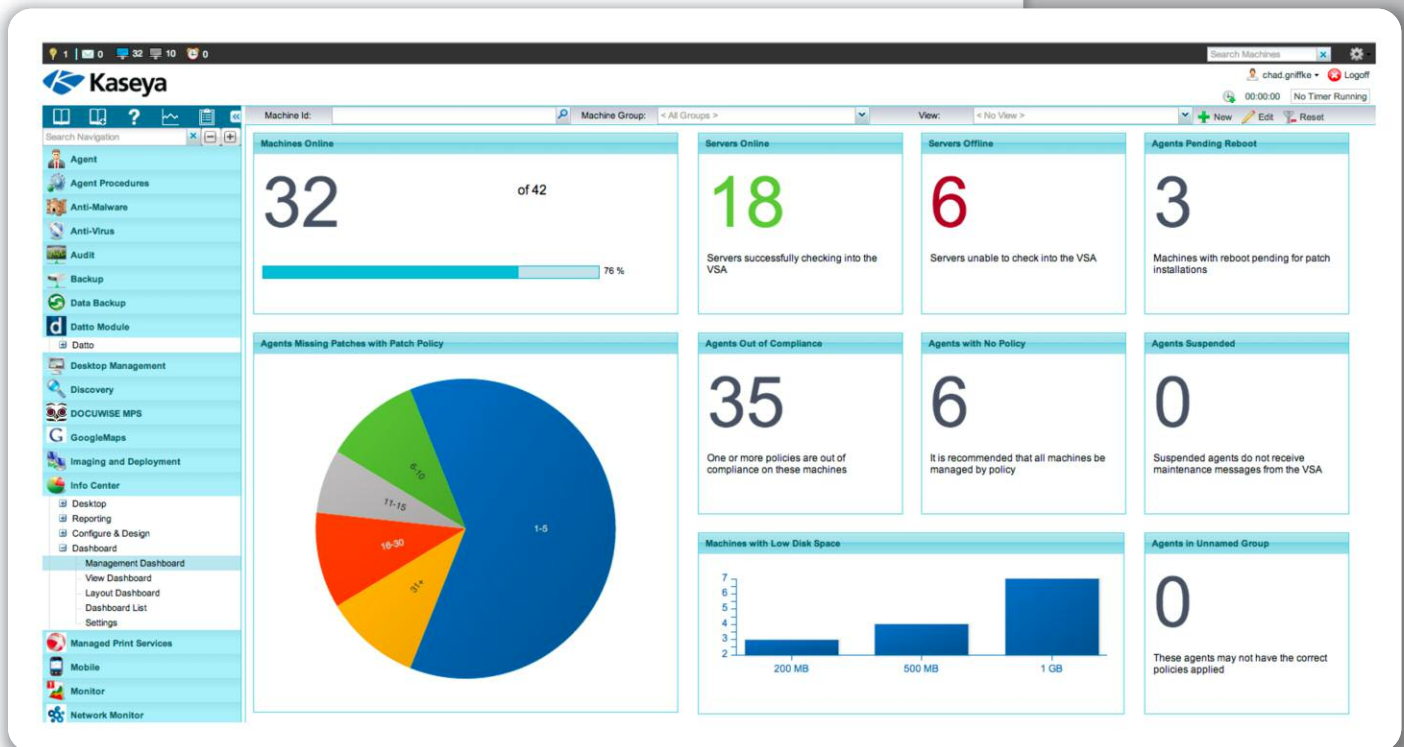 1 0 32 10 0
Search Machines
Kaseya
chad.griffke Logoff
00:00:00 No Timer Running
Machine Id: Machine Group: < All Groups > View: < No View > New Edit Reset
Search Navigation
Agent
Agent Procedures
Anti-Malware
Anti-Virus
Audit
Backup
Data Backup
Datto Module
Datto
Desktop Management
Discovery
DOCUWISE MPS
GoogleMaps
Imaging and Deployment
Info Center
Desktop
Reporting
Configure & Design
Dashboard
Management Dashboard
View Dashboard
Layout Dashboard
Dashboard List
Settings
Managed Print Services
Mobile
Monitor
Network Monitor
Machines Online
32 of 42
76 %
Servers Online
18
Servers successfully checking into the
VSA
Servers Offline
6
Servers unable to check into the VSA
Agents Pending Reboot
3
Machines with reboot pending for patch
installations
Agents Missing Patches with Patch Policy
6-10
11-15
16-30
31+
1-5
Agents Out of Compliance
35
One or more policies are out of
compliance on these machines
Agents with No Policy
6
It is recommended that all machines be
managed by policy
Agents Suspended
0
Suspended agents do not receive
maintenance messages from the VSA
Machines with Low Disk Space
7
6
5
4
3
2
200 MB 500 MB 1 GB
Agents in Unnamed Group
0
These agents may not have the correct
policies applied